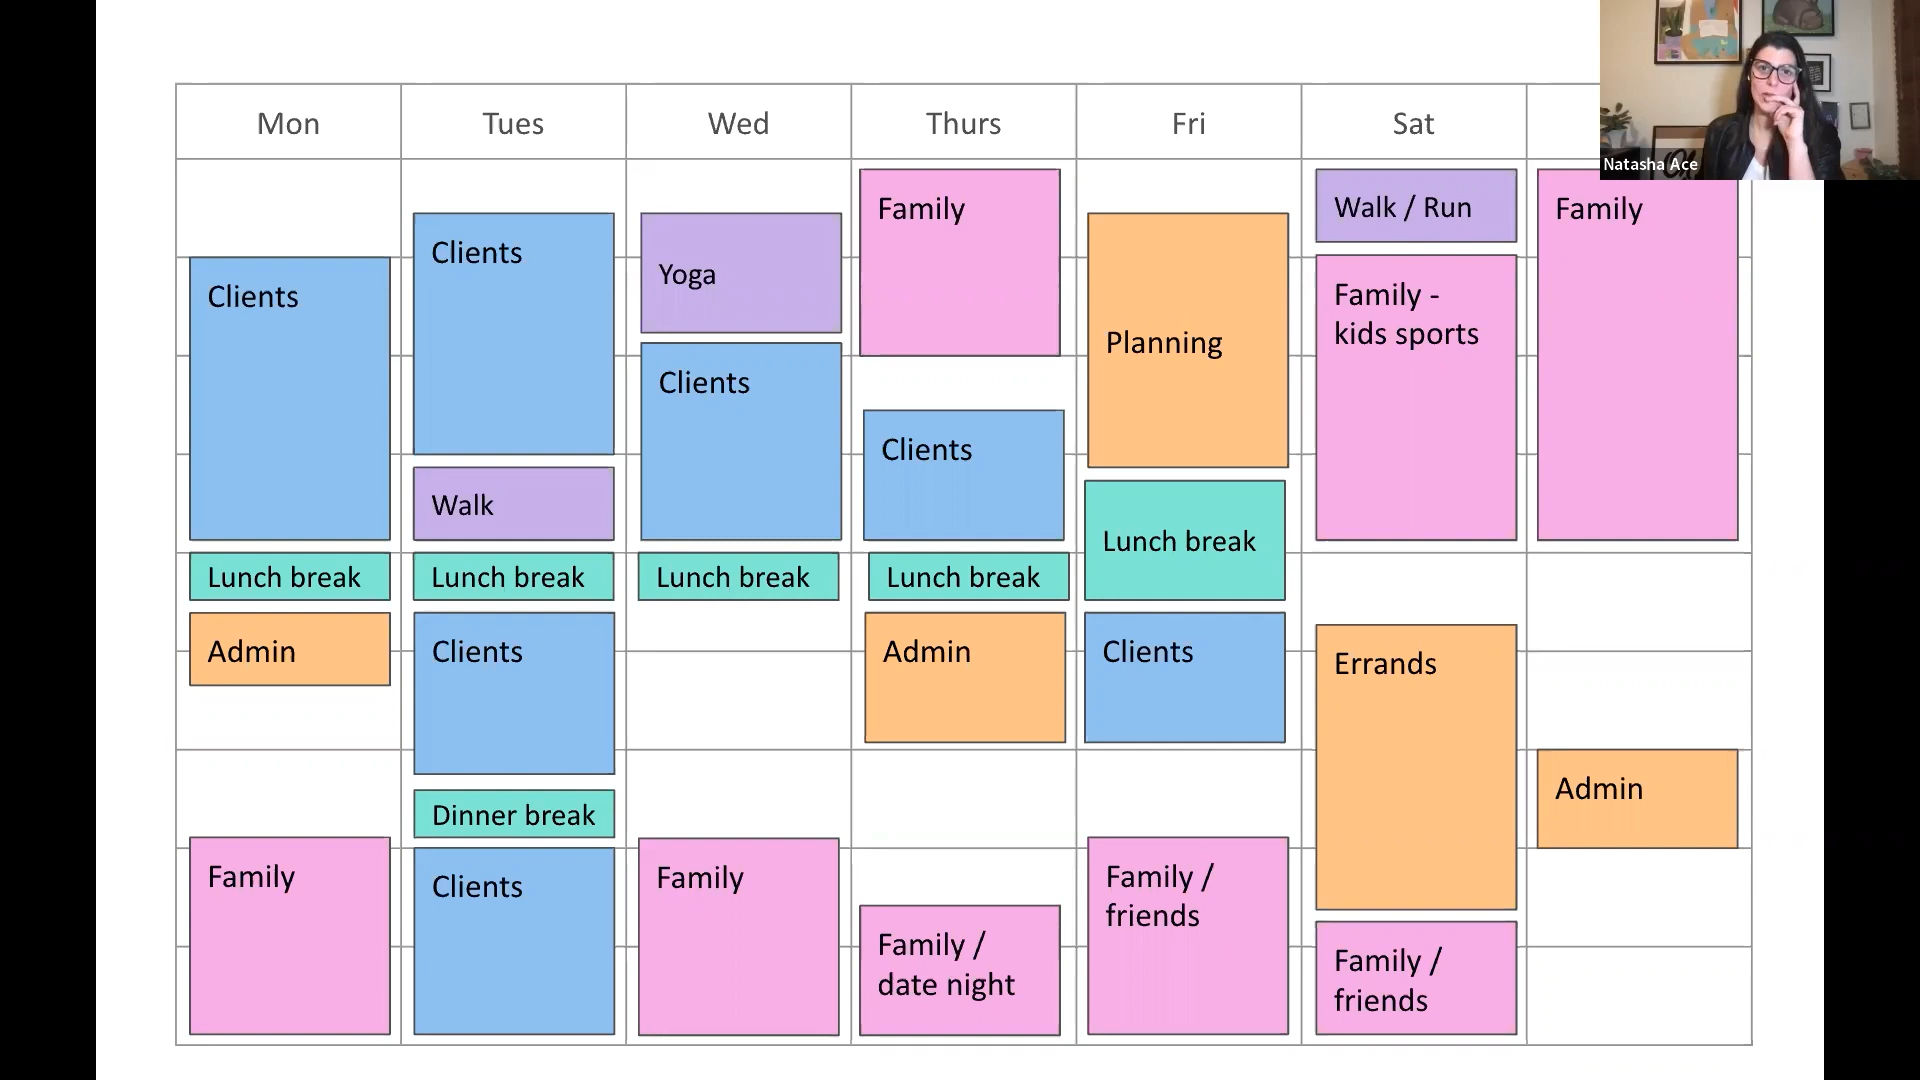 Mon
Tues
Wed
Thurs
Fri
Sat
Natasha Ace
Clients
Family
Clients
Walk / Run
Family
Yoga
Clients
Family -
kids sports
Planning
Clients
Clients
Walk
Lunch break
Lunch break
Lunch break
Lunch break
Lunch break
Admin
Clients
Admin
Clients
Errands
Admin
Dinner break
Family
Clients
Family
Family /
date night
Family /
friends
Family /
friends